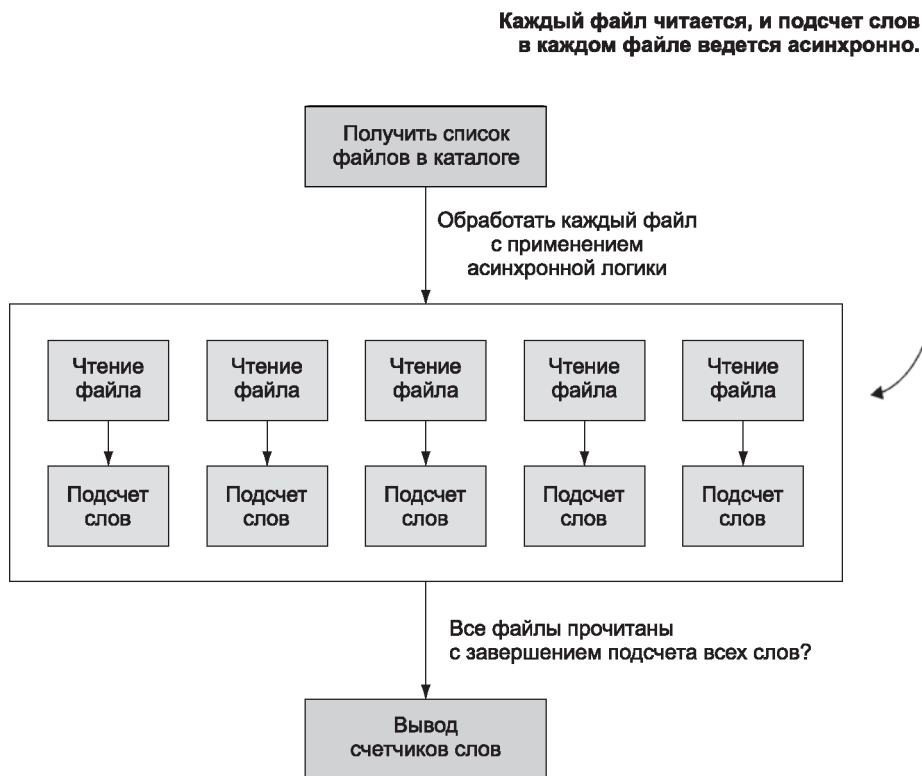 Каждый файл читается, и подсчет слов
в каждом файле ведется асинхронно.
Получить список
файлов в каталоге
Обработать каждый файл
с применением
асинхронной логики
Чтение
файла
Чтение
файла
Чтение
файла
Чтение
файла
Чтение
файла
Подсчет
слов
Подсчет
слов
Подсчет
слов
Подсчет
слов
Подсчет
слов
Все файлы прочитаны
с завершением подсчета всех слов?
Вывод
счетчиков слов